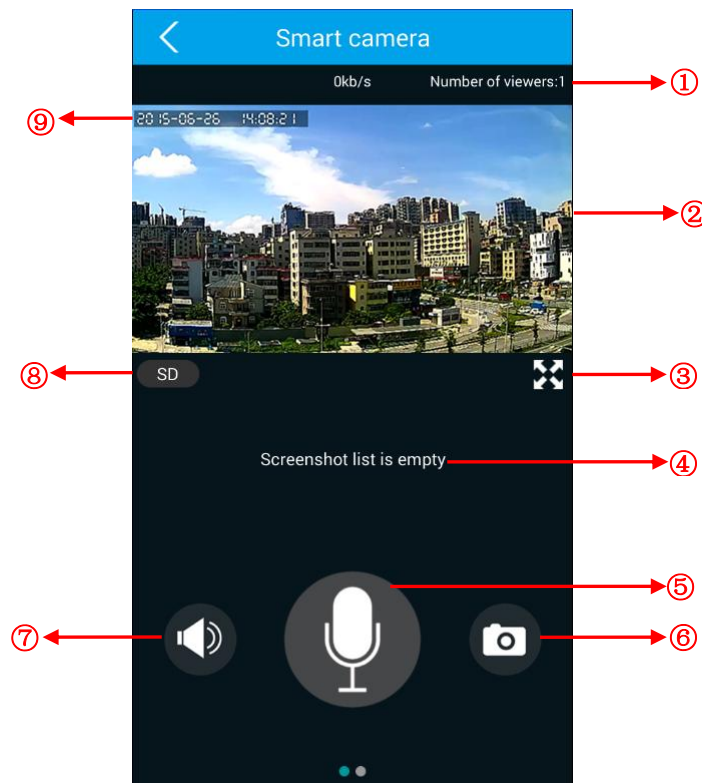 Smart camera
0kb/s Number of viewers:1 ①
⑨ 2015-06-26 14:08:21
②
⑧ SD ③
Screenshot list is empty ④
⑤
⑦ ⑥